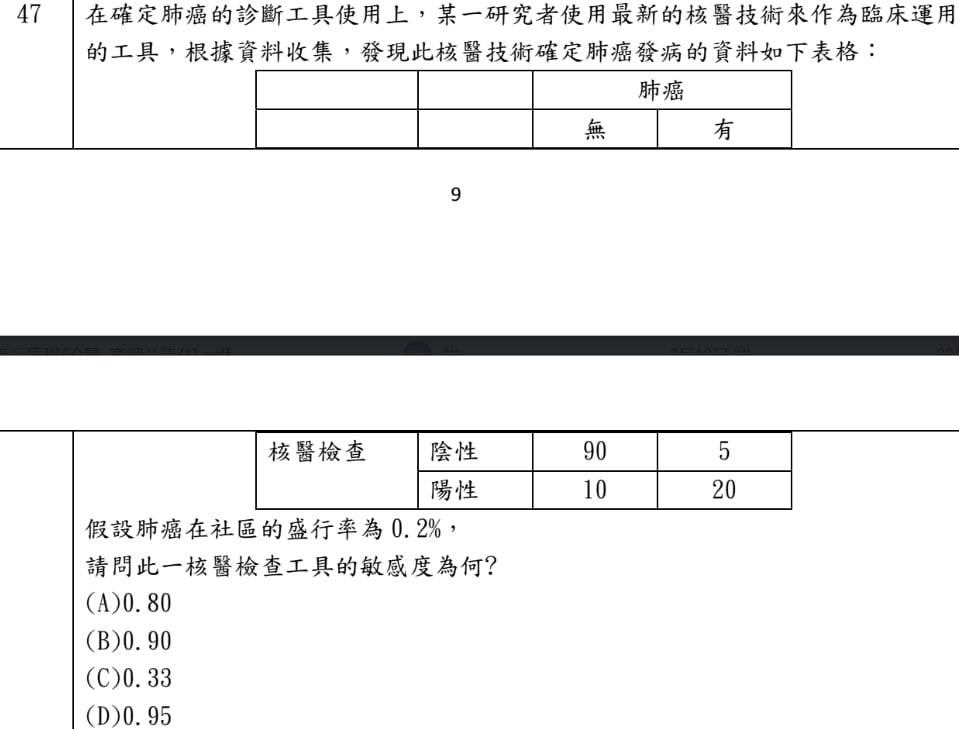 47 在確定肺癌的診斷工具使用上,某一研究者使用最新的核醫技術來作為臨床運用
的工具,根據資料收集,發現此核醫技術確定肺癌發病的資料如下表格:
肺癌
無 有
9
核醫檢查 陰性 90 5
陽性 10 20
假設肺癌在社區的盛行率為 0.2%,
請問此一核醫檢查工具的敏感度為何?
(A)0.80
(B)0.90
(C)0.33
(D)0.95